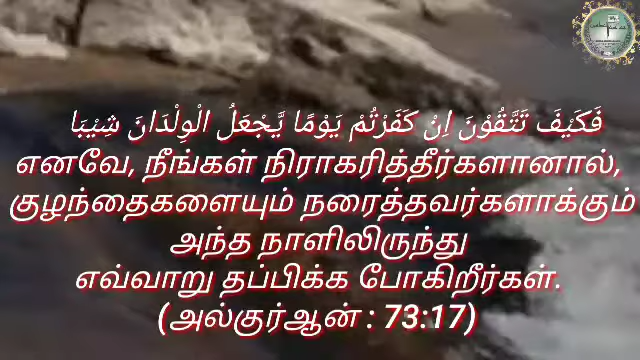 فَكَيْفَ تَتَّقُوْنَ اِنْ كَفَرْتُمْ يَوْمًا يَّجْعَلُ الْوِلْدَانَ شِيْبَا
எனவே, நீங்கள் நிராகரித்தீர்களானால்,
குழந்தைகளையும் நரைத்தவர்களாக்கும்
அந்த நாளிலிருந்து
எவ்வாறு தப்பிக்க போகிறீர்கள்.
(அல்குர்ஆன் : 73:17)